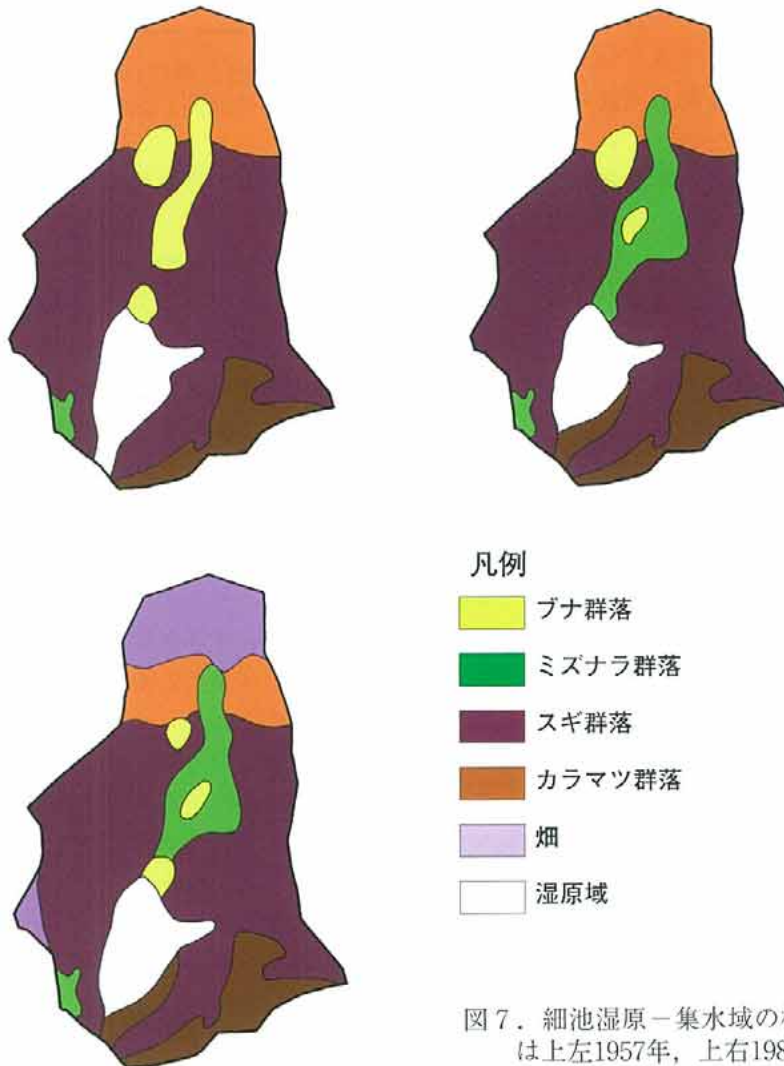 凡例
ブナ群落
ミズナラ群落
スギ群落
カラマツ群落
畑
湿原域
図7．細池湿原－集水域の
は上左1957年，上右198